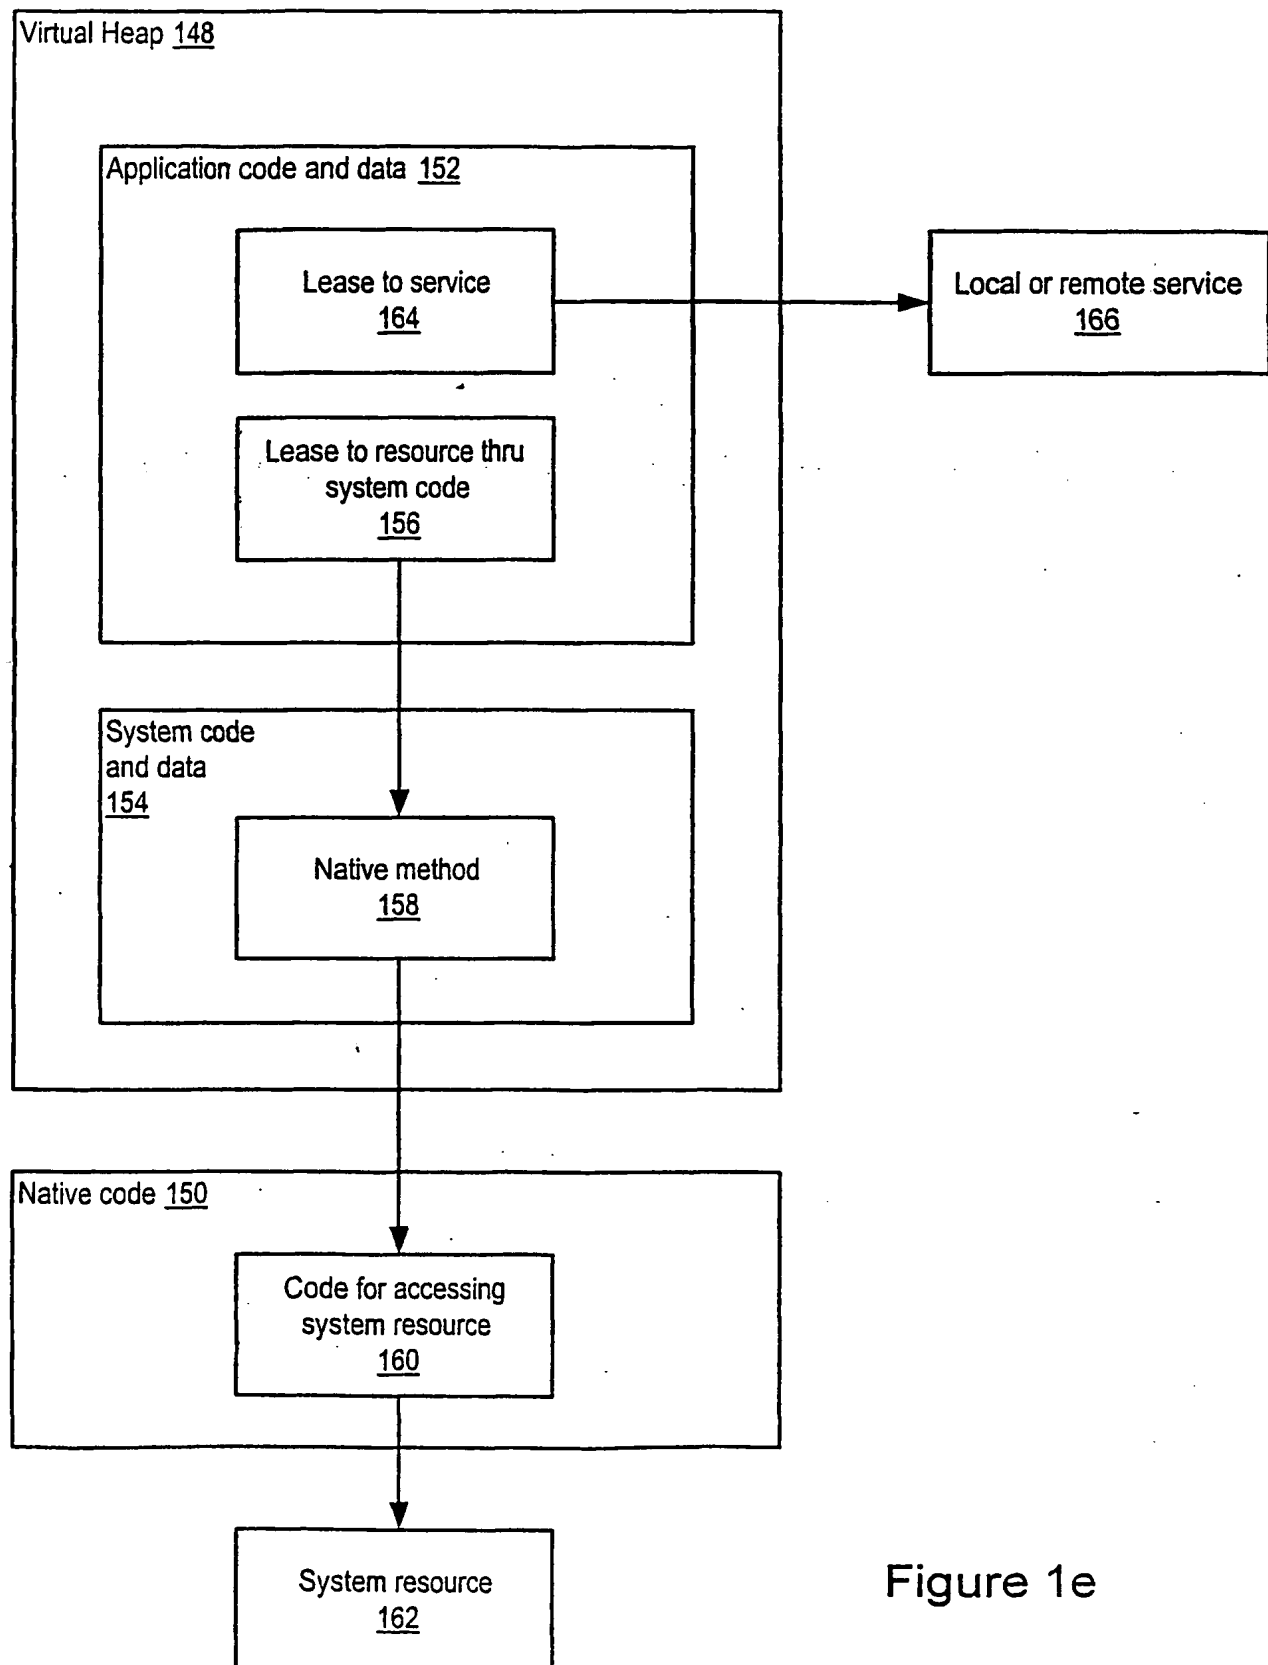 Virtual Heap 148
Application code and data 152
Lease to service
164
Local or remote service
166
Lease to resource thru
system code
156
System code
and data
154
Native method
158
Native code 150
Code for accessing
system resource
160
System resource
162
Figure 1e